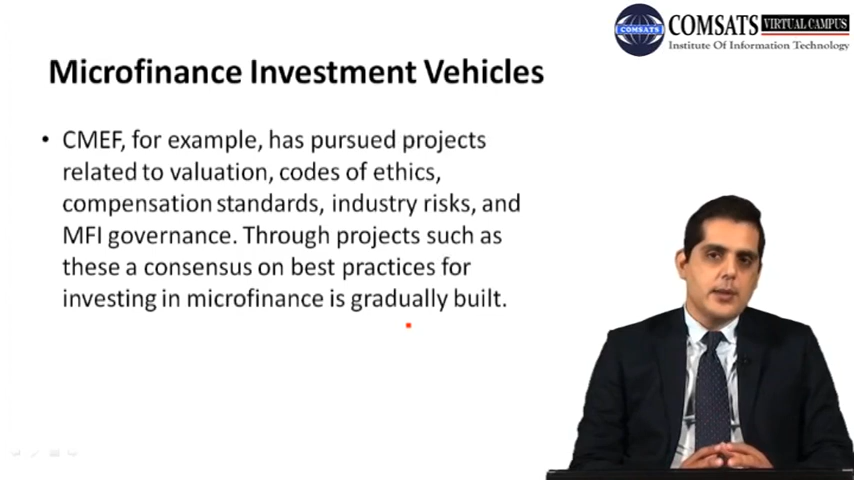 COMSATS VIRTUAL CAMPUS
Institute Of Information Technology
COMSATS
Microfinance Investment Vehicles
• CMEF, for example, has pursued projects
related to valuation, codes of ethics,
compensation standards, industry risks, and
MFI governance. Through projects such as
these a consensus on best practices for
investing in microfinance is gradually built.